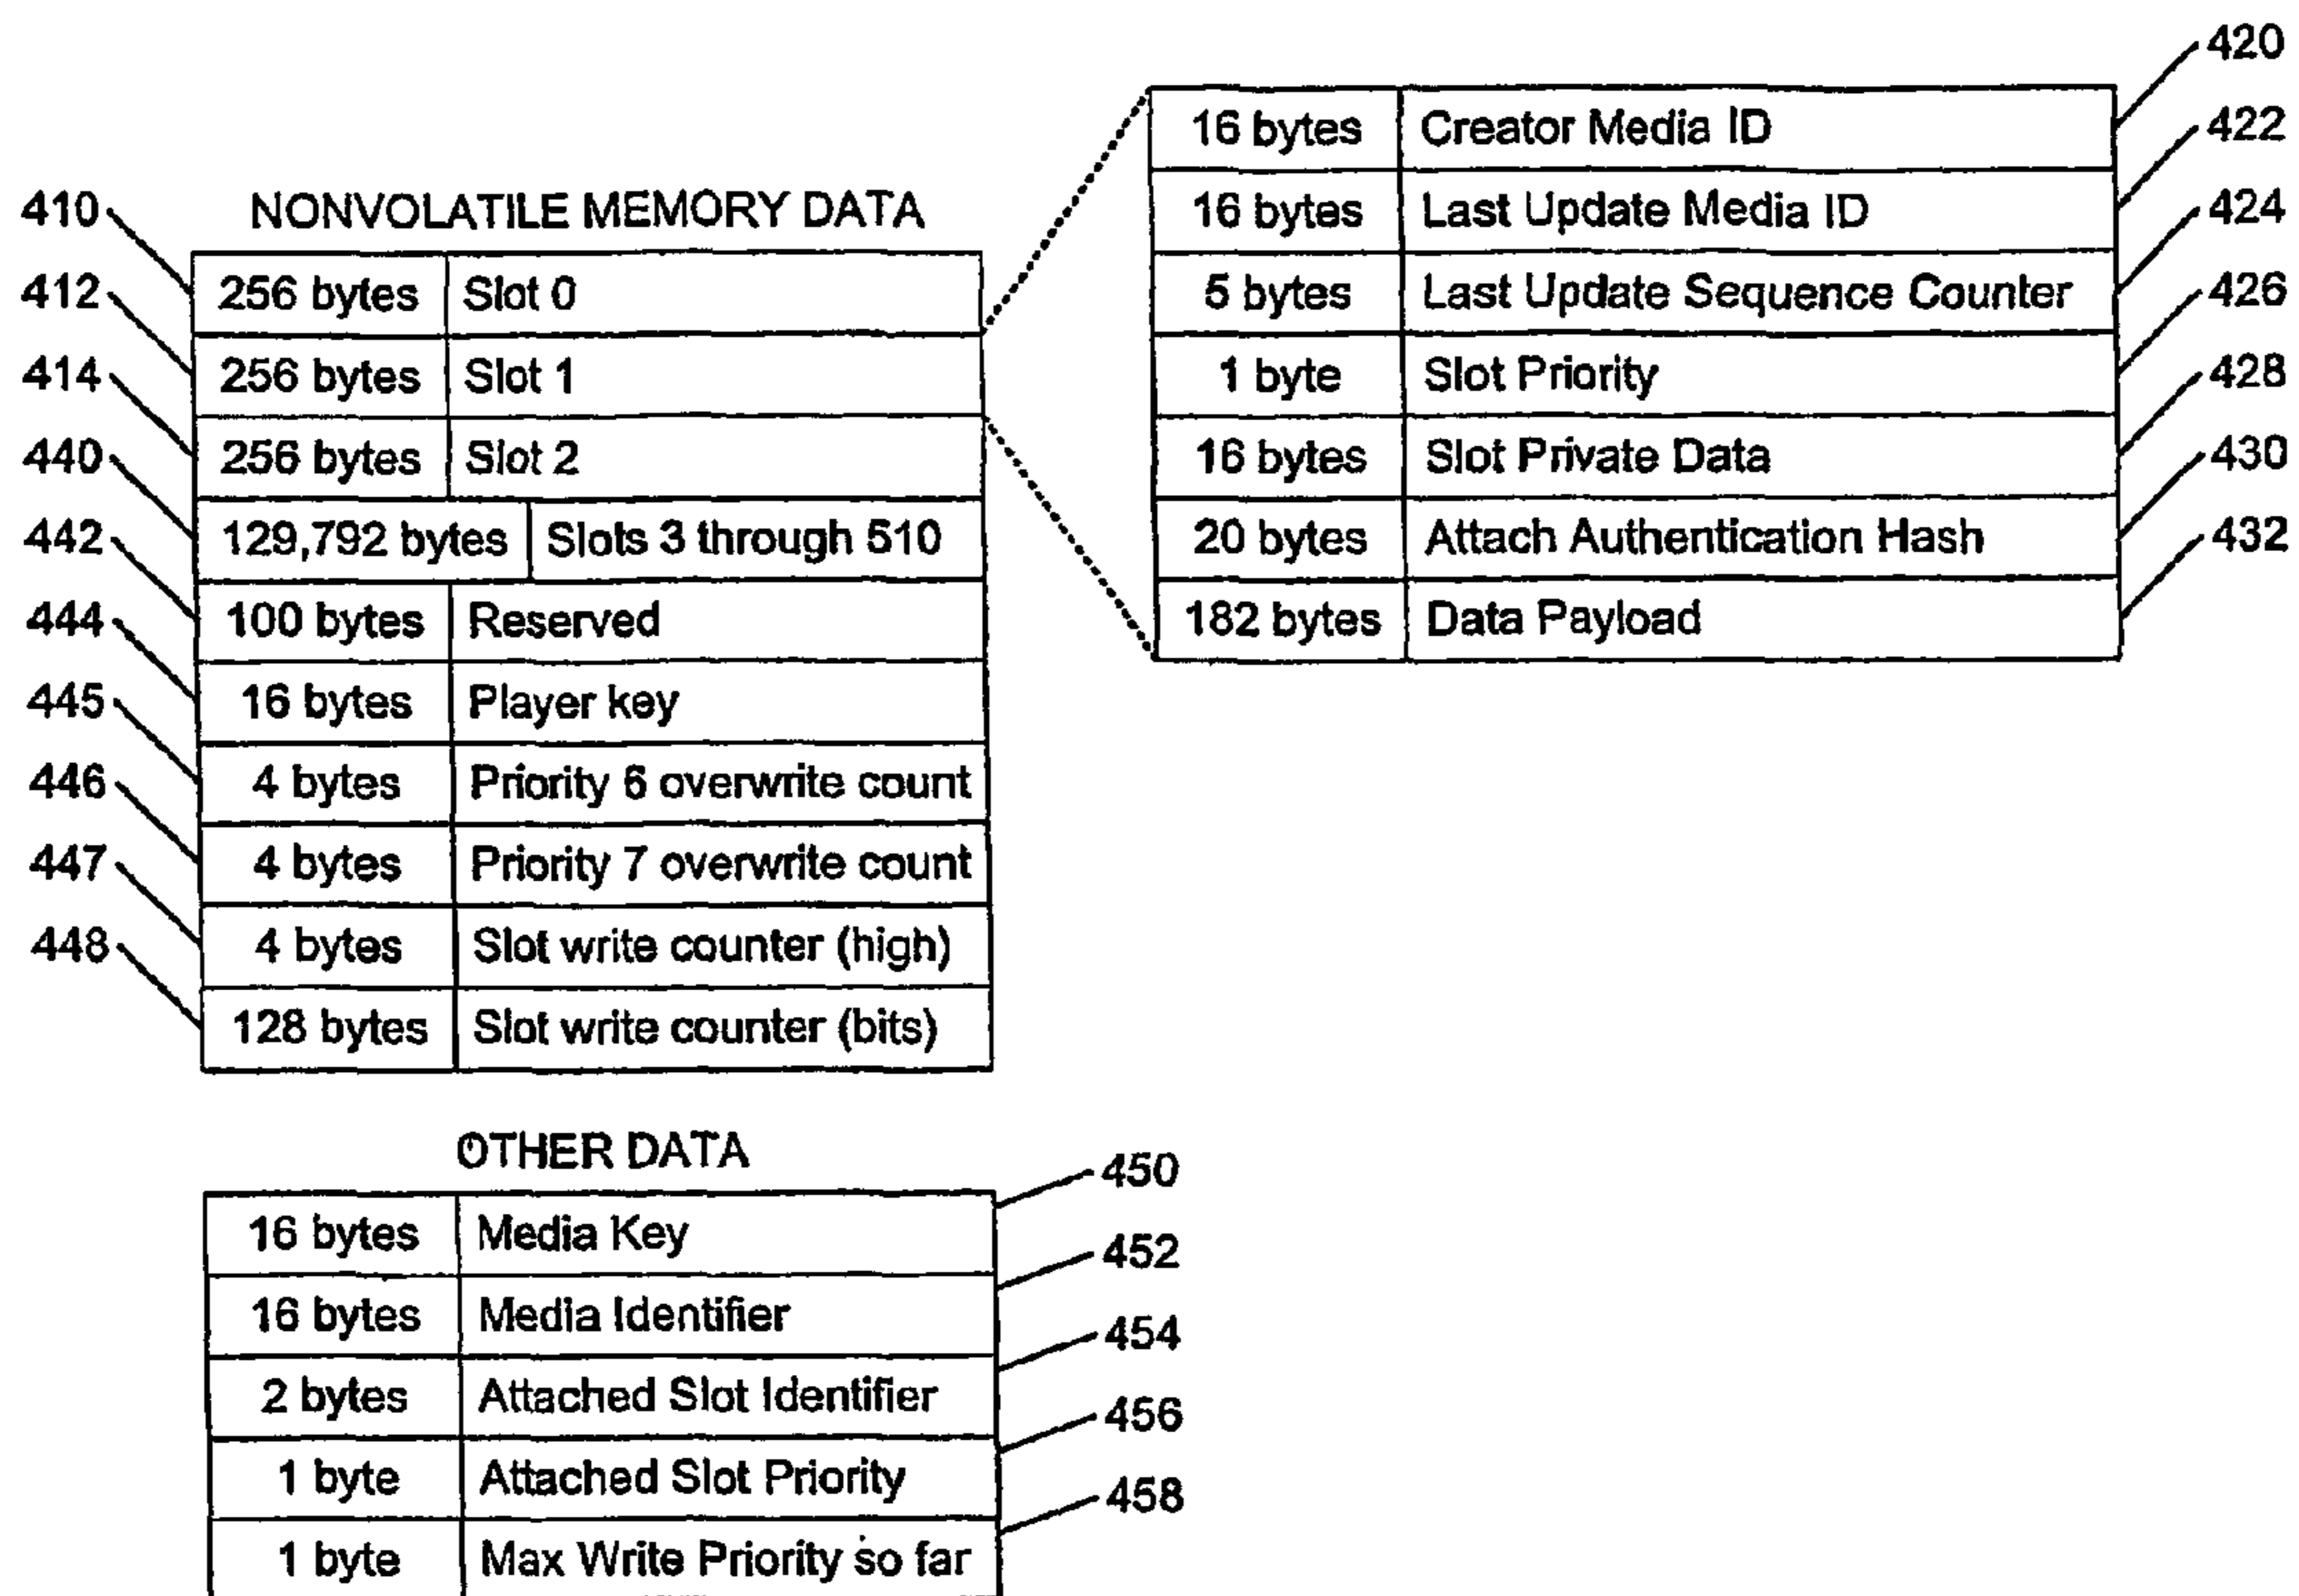 NONVOLATILE MEMORY DATA
410
256 bytes Slot 0
412
256 bytes Slot 1
414
256 bytes Slot 2
440
129,792 bytes Slots 3 through 510
442
100 bytes Reserved
444
16 bytes Player key
445
4 bytes Priority 6 overwrite count
446
4 bytes Priority 7 overwrite count
447
4 bytes Slot write counter (high)
448
128 bytes Slot write counter (bits)
16 bytes Creator Media ID
420
16 bytes Last Update Media ID
422
5 bytes Last Update Sequence Counter
424
1 byte Slot Priority
426
16 bytes Slot Private Data
428
20 bytes Attach Authentication Hash
430
182 bytes Data Payload
432
OTHER DATA
16 bytes Media Key
450
16 bytes Media Identifier
452
2 bytes Attached Slot Identifier
454
1 byte Attached Slot Priority
456
1 byte Max Write Priority so far
458